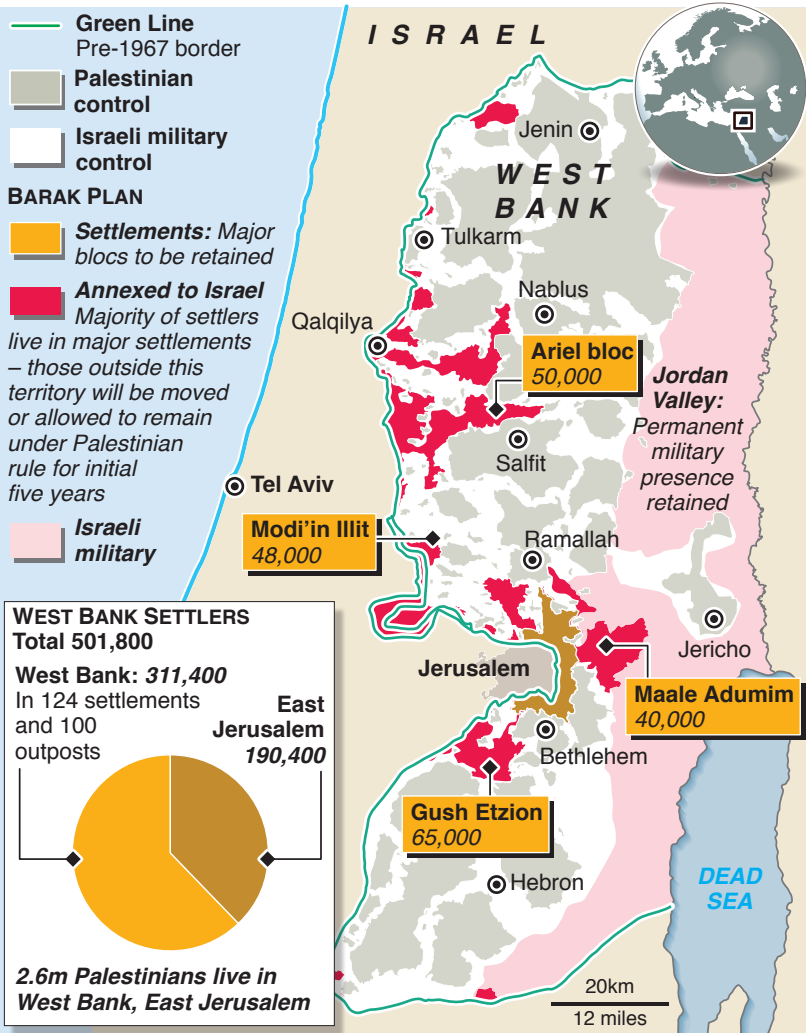 Green Line
Pre-1967 border
Palestinian
control
Israeli military
control
BARAK PLAN
Settlements: Major
blocs to be retained
Annexed to Israel
Majority of settlers
live in major settlements
– those outside this
territory will be moved
or allowed to remain
under Palestinian
rule for initial
five years
Israeli
military
ISRAEL
WEST
BANK
Jenin
Tulkarm
Nablus
Qalqilya
Ariel bloc
50,000
Jordan
Valley:
Permanent
military
presence
retained
Salfit
Tel Aviv
Modi'in Illit
48,000
Ramallah
Jericho
Jerusalem
Maale Adumim
40,000
Bethlehem
Gush Etzion
65,000
Hebron
DEAD
SEA
20km
12 miles
WEST BANK SETTLERS
Total 501,800
West Bank: 311,400
In 124 settlements
and 100
outposts
East
Jerusalem
190,400
2.6m Palestinians live in
West Bank, East Jerusalem